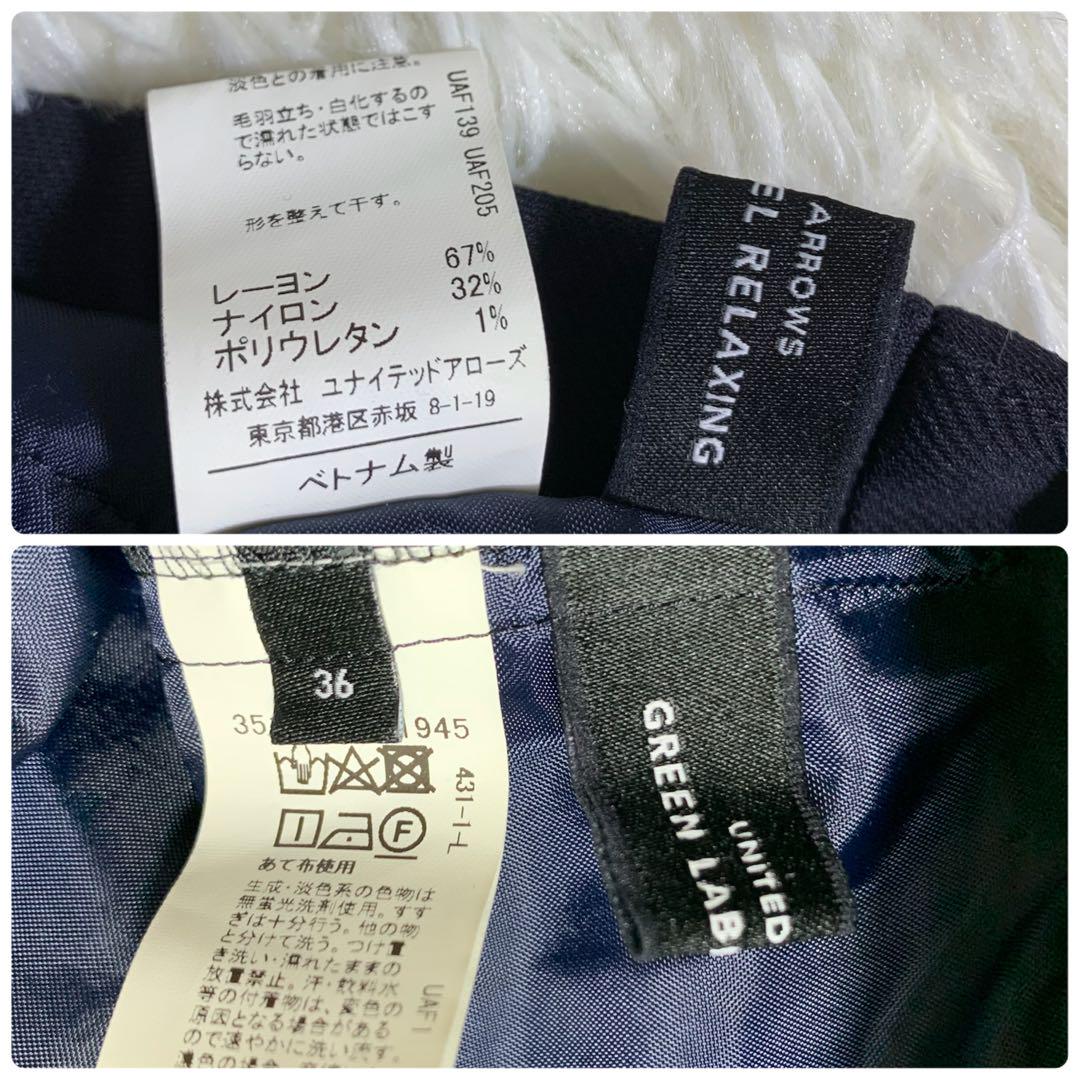 淡色との着用に注意。
毛羽立ち・白化するの
で濡れた状態ではこす
らない。
形を整えて干す。
レーヨン 67%
ナイロン 32%
ポリウレタン 1%
株式会社 ユナイテッドアローズ
東京都港区赤坂 8-1-19
ベトナム製
UAF139 UAF205
ARROWS
EL RELAXING
36
35 1945
431-1-L
F
あて布使用
生成・淡色系の色物は
無蛍光洗剤使用。すす
ぎは十分行う。他の物
と分けて洗う。つけ置
き洗い・濡れたままの
放置禁止。汗・飲料水
等の付着物は、変色の
原因となる場合がある
ので速やかに洗い流す。
濃色の場合
UAF1
UNITED
GREEN LAB